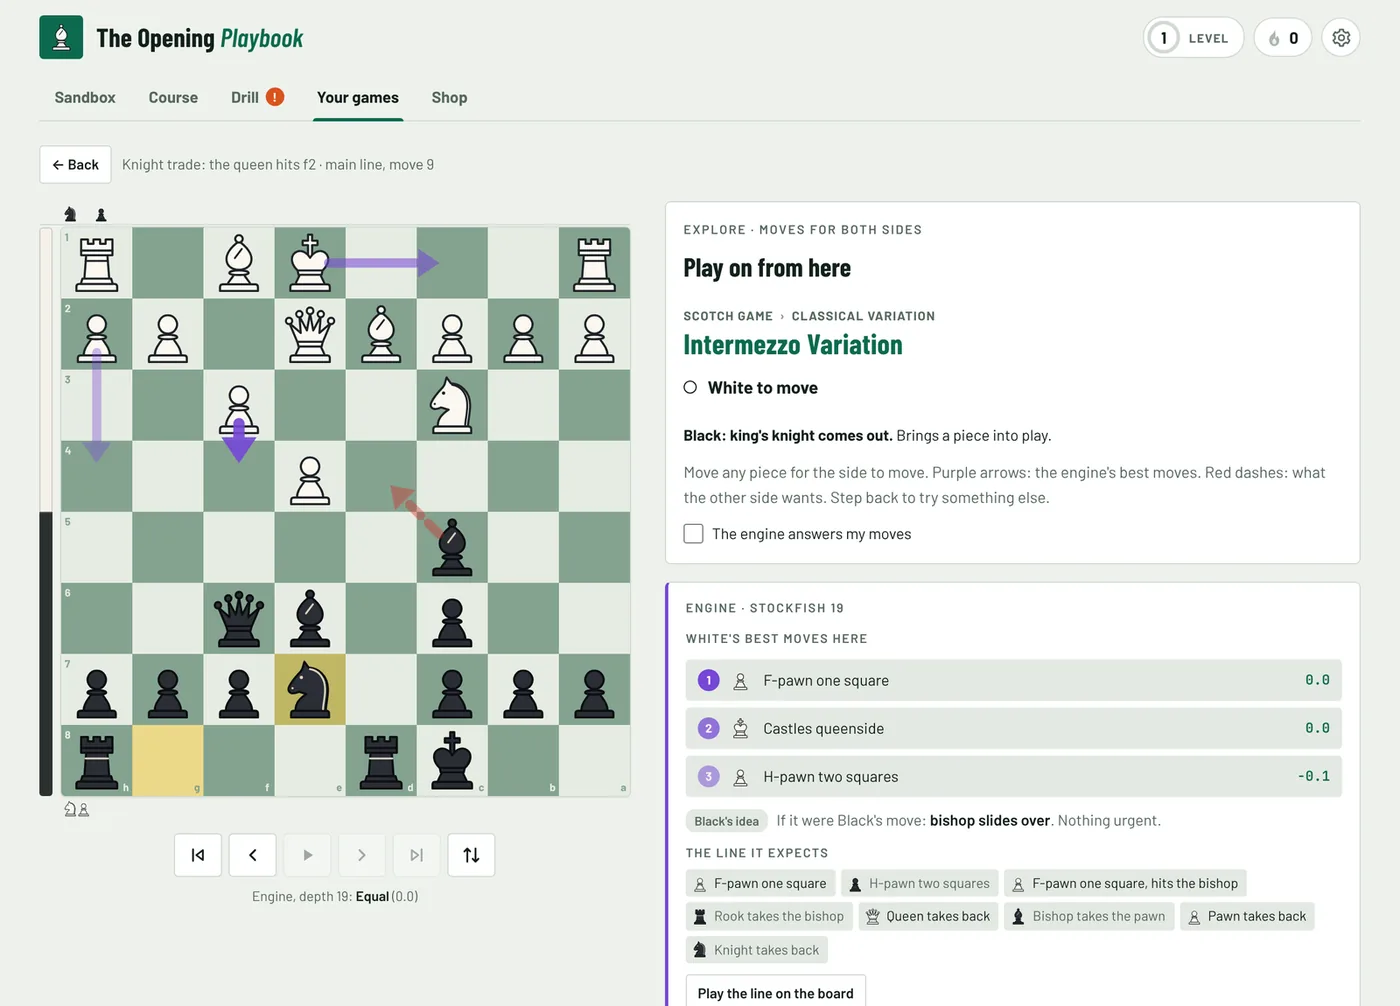 The Opening Playbook
1 LEVEL
0
Sandbox Course Drill ! Your games Shop
← Back
Knight trade: the queen hits f2 · main line, move 9
1
2
3
4
5
6
7
8
h g f e d c b a
Engine, depth 19: Equal (0.0)
EXPLORE · MOVES FOR BOTH SIDES
Play on from here
SCOTCH GAME › CLASSICAL VARIATION
Intermezzo Variation
White to move
Black: king's knight comes out. Brings a piece into play.
Move any piece for the side to move. Purple arrows: the engine's best moves. Red dashes: what
the other side wants. Step back to try something else.
The engine answers my moves
ENGINE · STOCKFISH 19
WHITE'S BEST MOVES HERE
1 F-pawn one square 0.0
2 Castles queenside 0.0
3 H-pawn two squares -0.1
Black's idea If it were Black's move: bishop slides over. Nothing urgent.
THE LINE IT EXPECTS
F-pawn one square H-pawn two squares F-pawn one square, hits the bishop
Rook takes the bishop Queen takes back Bishop takes the pawn Pawn takes back
Knight takes back
Play the line on the board